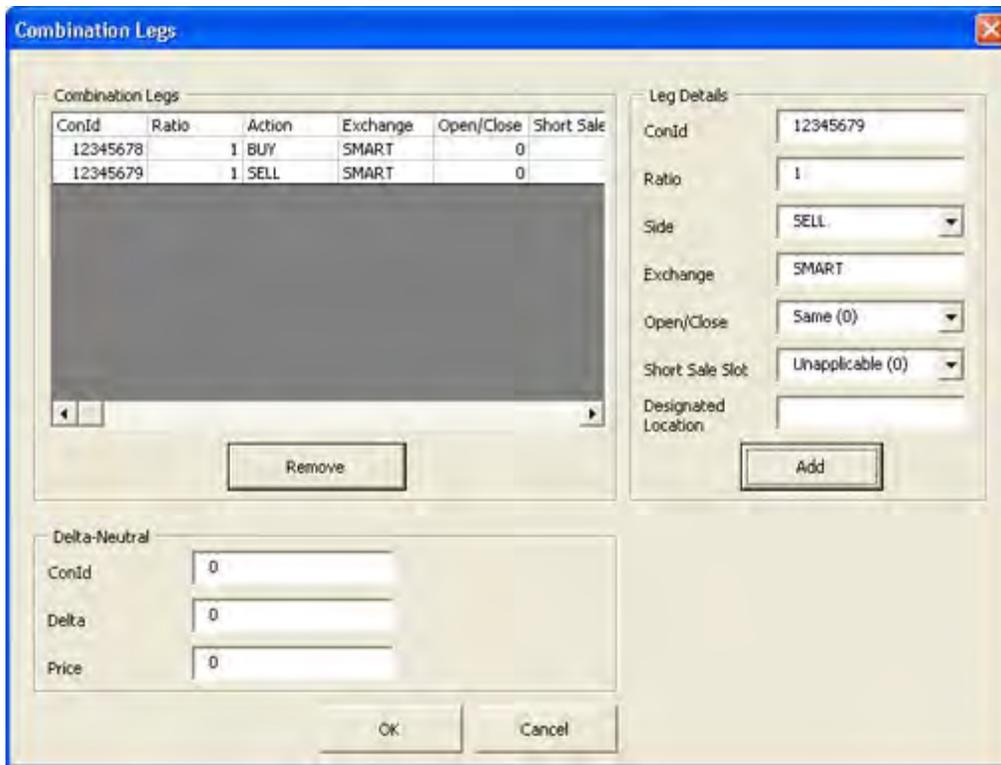 Combination Legs
Combination Legs
ConId Ratio Action Exchange Open/Close Short Sale
12345678 1 BUY SMART 0
12345679 1 SELL SMART 0
Remove
Leg Details
ConId 12345679
Ratio 1
Side SELL
Exchange SMART
Open/Close Same (0)
Short Sale Slot Unapplicable (0)
Designated
Location
Add
Delta-Neutral
ConId 0
Delta 0
Price 0
OK Cancel